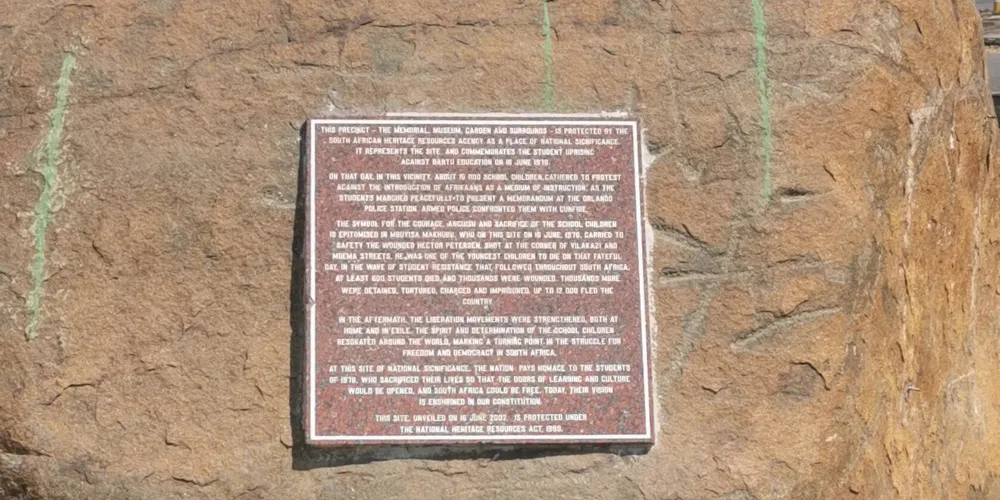 THIS PRECINCT - THE MEMORIAL, MUSEUM, GARDEN AND SURROUNDS - IS PROTECTED BY THE
SOUTH AFRICAN HERITAGE RESOURCES AGENCY AS A PLACE OF NATIONAL SIGNIFICANCE.
IT REPRESENTS THE SITE, AND COMMEMORATES THE STUDENT UPRISING
AGAINST BANTU EDUCATION ON 16 JUNE 1976.
ON THAT DAY, IN THIS VICINITY, ABOUT 15 000 SCHOOL CHILDREN GATHERED TO PROTEST
AGAINST THE INTRODUCTION OF AFRIKAANS AS A MEDIUM OF INSTRUCTION. AS THE
STUDENTS MARCHED PEACEFULLY TO PRESENT A MEMORANDUM AT THE ORLANDO
POLICE STATION, ARMED POLICE CONFRONTED THEM WITH GUNFIRE.
THE SYMBOL FOR THE COURAGE, ANGUISH AND SACRIFICE OF THE SCHOOL CHILDREN
IS EPITOMISED IN MBUYISA MAKHUBU, WHO ON THIS SITE ON 16 JUNE, 1976, CARRIED TO
SAFETY THE WOUNDED HECTOR PETERSEN, SHOT AT THE CORNER OF VILAKAZI AND
MOEMA STREETS. HE WAS ONE OF THE YOUNGEST CHILDREN TO DIE ON THAT FATEFUL
DAY. IN THE WAVE OF STUDENT RESISTANCE THAT FOLLOWED THROUGHOUT SOUTH AFRICA,
AT LEAST 600 STUDENTS DIED, AND THOUSANDS WERE WOUNDED. THOUSANDS MORE
WERE DETAINED, TORTURED, CHARGED AND IMPRISONED. UP TO 12 000 FLED THE
COUNTRY
IN THE AFTERMATH, THE LIBERATION MOVEMENTS WERE STRENGTHENED, BOTH AT
HOME AND IN EXILE. THE SPIRIT AND DETERMINATION OF THE SCHOOL CHILDREN
RESONATED AROUND THE WORLD, MARKING A TURNING POINT IN THE STRUGGLE FOR
FREEDOM AND DEMOCRACY IN SOUTH AFRICA.
AT THIS SITE OF NATIONAL SIGNIFICANCE, THE NATION PAYS HOMAGE TO THE STUDENTS
OF 1976, WHO SACRIFICED THEIR LIVES SO THAT THE DOORS OF LEARNING AND CULTURE
WOULD BE OPENED, AND SOUTH AFRICA COULD BE FREE. TODAY, THEIR VISION
IS ENSHRINED IN OUR CONSTITUTION.
THIS SITE, UNVEILED ON 16 JUNE 2002, IS PROTECTED UNDER
THE NATIONAL HERITAGE RESOURCES ACT, 1999.